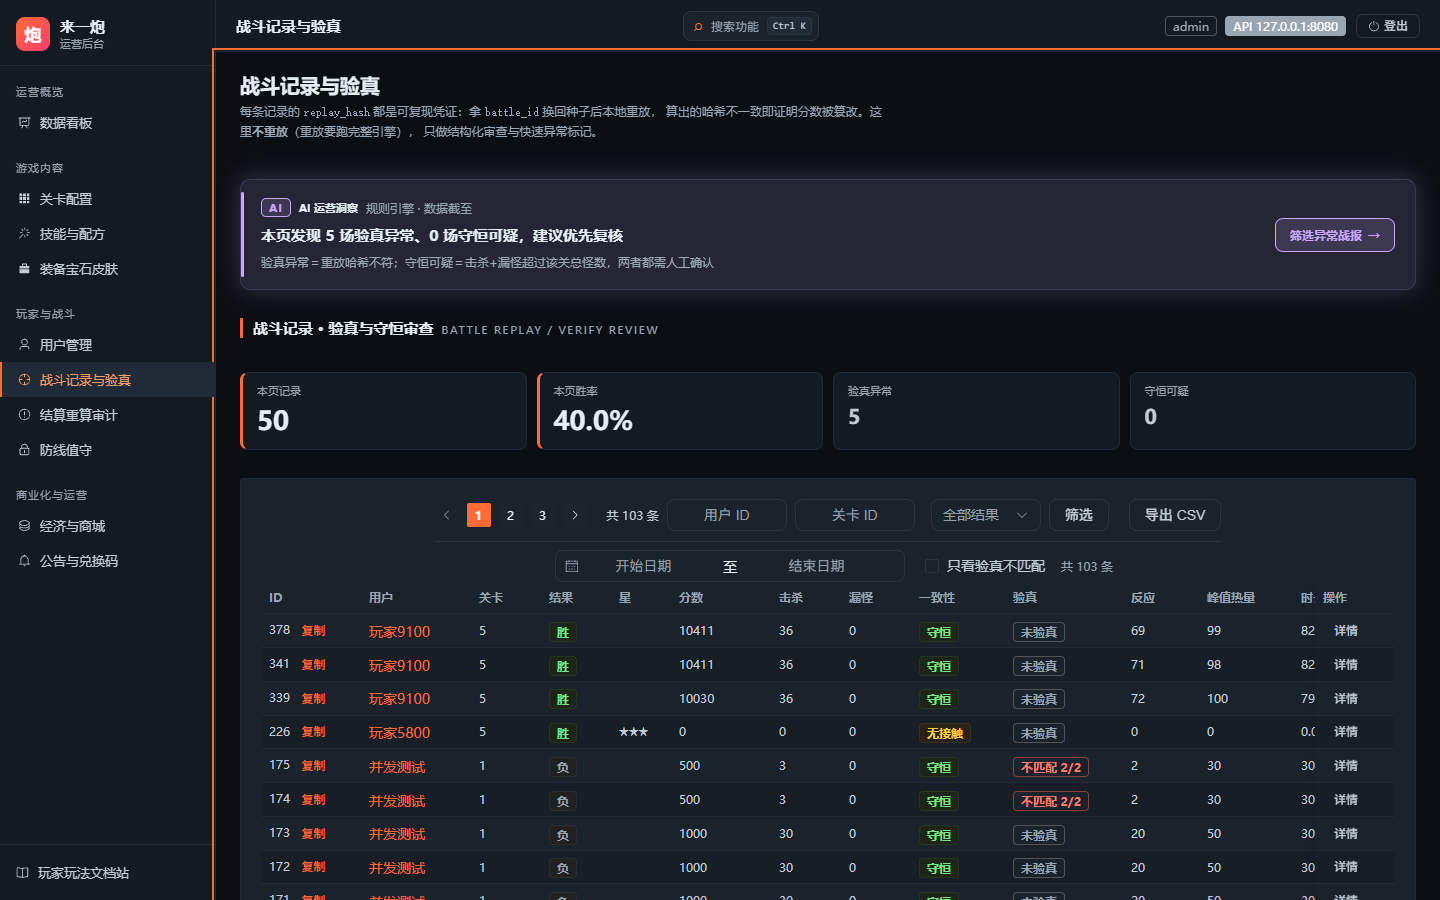 炮
来一炮
运营后台
战斗记录与验真
搜索功能 Ctrl K
admin
API 127.0.0.1:8080
登出
运营概览
数据看板
游戏内容
关卡配置
技能与配方
装备宝石皮肤
玩家与战斗
用户管理
战斗记录与验真
结算重算审计
防线值守
商业化与运营
经济与商城
公告与兑换码
玩家玩法文档站
战斗记录与验真
每条记录的 replay_hash 都是可复现凭证：拿 battle_id 换回种子后本地重放， 算出的哈希不一致即证明分数被篡改。这
里不重放（重放要跑完整引擎）， 只做结构化审查与快速异常标记。
AI AI 运营洞察 规则引擎 · 数据截至
本页发现 5 场验真异常、0 场守恒可疑，建议优先复核
验真异常＝重放哈希不符；守恒可疑＝击杀+漏怪超过该关总怪数，两者都需人工确认
筛选异常战报 →
战斗记录 • 验真与守恒审查 BATTLE REPLAY / VERIFY REVIEW
本页记录
50
本页胜率
40.0%
验真异常
5
守恒可疑
0
1 2 3 共 103 条 用户 ID 关卡 ID 全部结果 筛选 导出 CSV
开始日期 至 结束日期 只看验真不匹配 共 103 条
ID 用户 关卡 结果 星 分数 击杀 漏怪 一致性 验真 反应 峰值热量 时 操作
378 复制 玩家9100 5 胜 10411 36 0 守恒 未验真 69 99 82 详情
341 复制 玩家9100 5 胜 10411 36 0 守恒 未验真 71 98 82 详情
339 复制 玩家9100 5 胜 10030 36 0 守恒 未验真 72 100 79 详情
226 复制 玩家5800 5 胜 ★★★ 0 0 0 无接触 未验真 0 0 0.0 详情
175 复制 并发测试 1 负 500 3 0 守恒 不匹配 2/2 2 30 30 详情
174 复制 并发测试 1 负 500 3 0 守恒 不匹配 2/2 2 30 30 详情
173 复制 并发测试 1 负 1000 30 0 守恒 未验真 20 50 30 详情
172 复制 并发测试 1 负 1000 30 0 守恒 未验真 20 50 30 详情